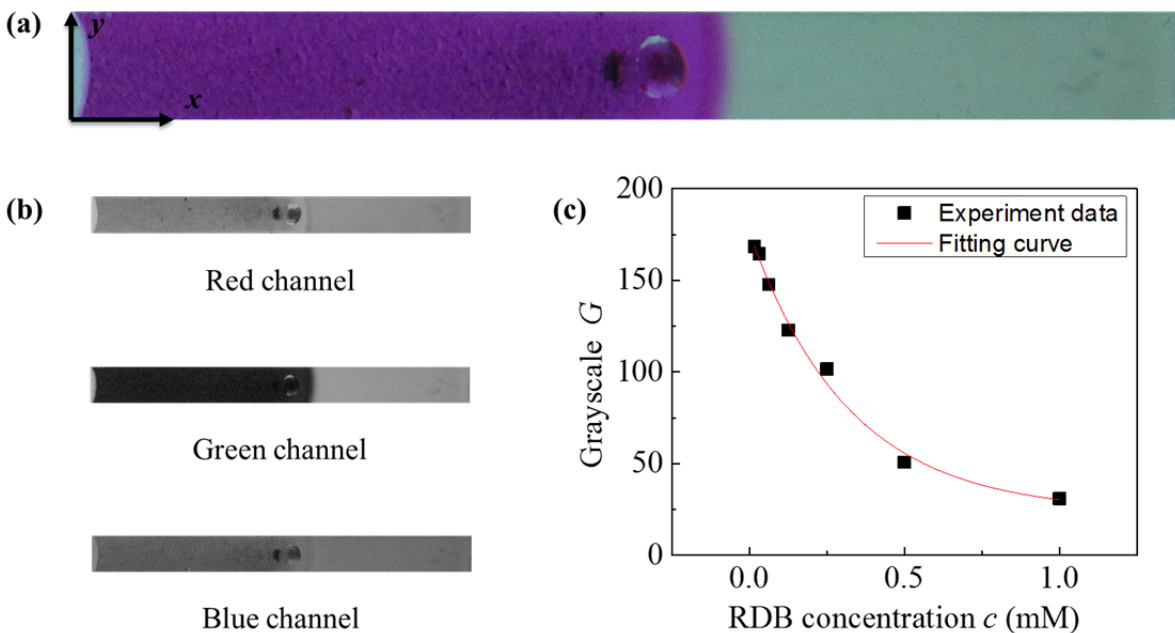 (a)
y
x
(b)
Red channel
Green channel
Blue channel
(c)
200
150
100
50
0
Grayscale G
Experiment data
Fitting curve
0.0
0.5
1.0
RDB concentration c (mM)